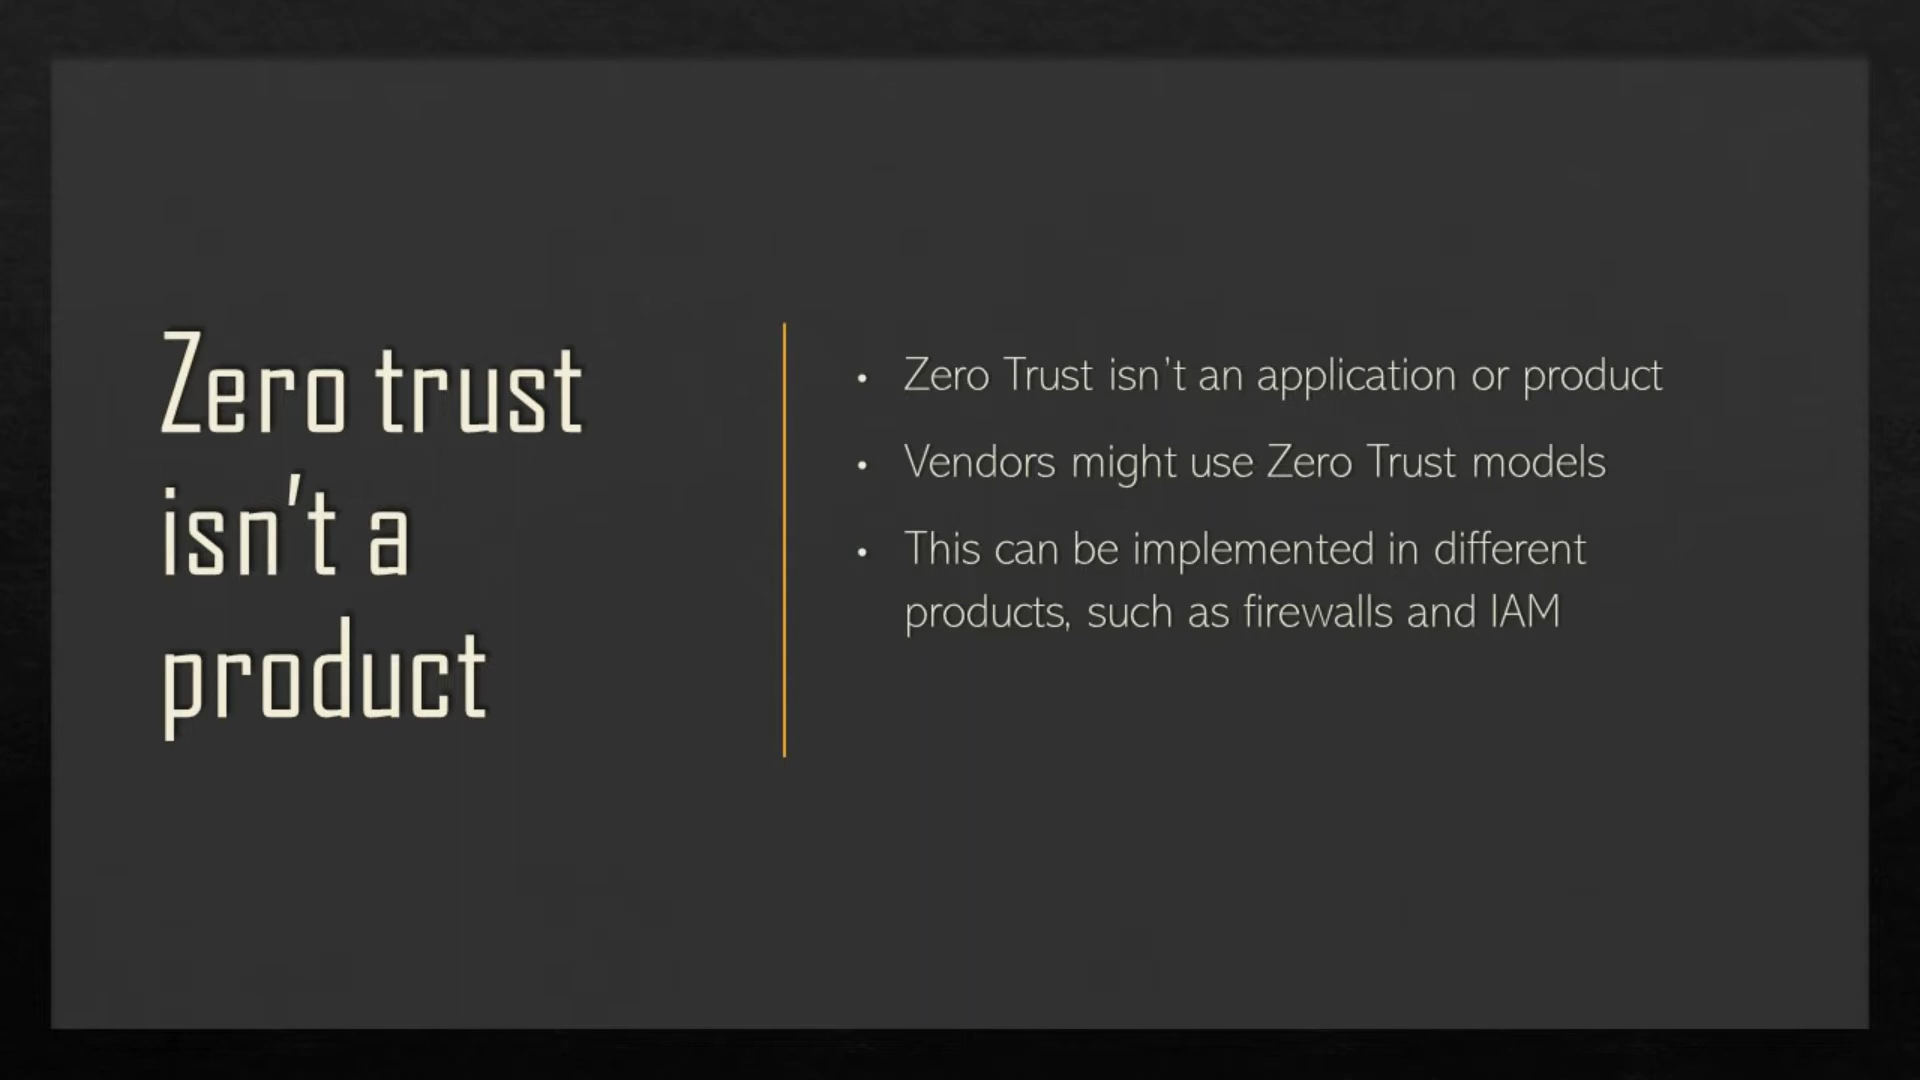 Zero trust
isn't a
product
• Zero Trust isn't an application or product
• Vendors might use Zero Trust models
• This can be implemented in different
products, such as firewalls and IAM